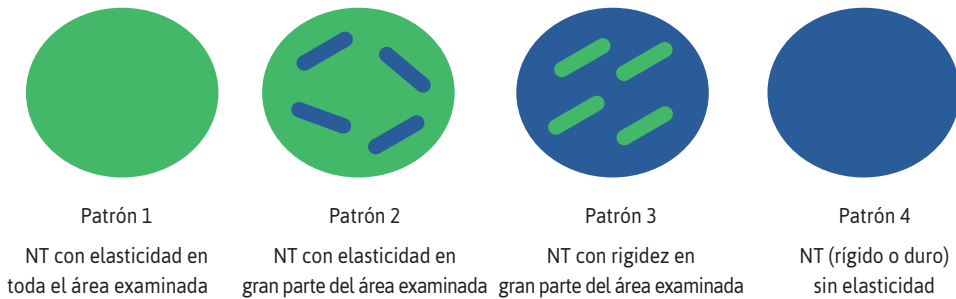 Patrón 1
NT con elasticidad en
toda el área examinada
Patrón 2
NT con elasticidad en
gran parte del área examinada
Patrón 3
NT con rigidez en
gran parte del área examinada
Patrón 4
NT (rígido o duro)
sin elasticidad